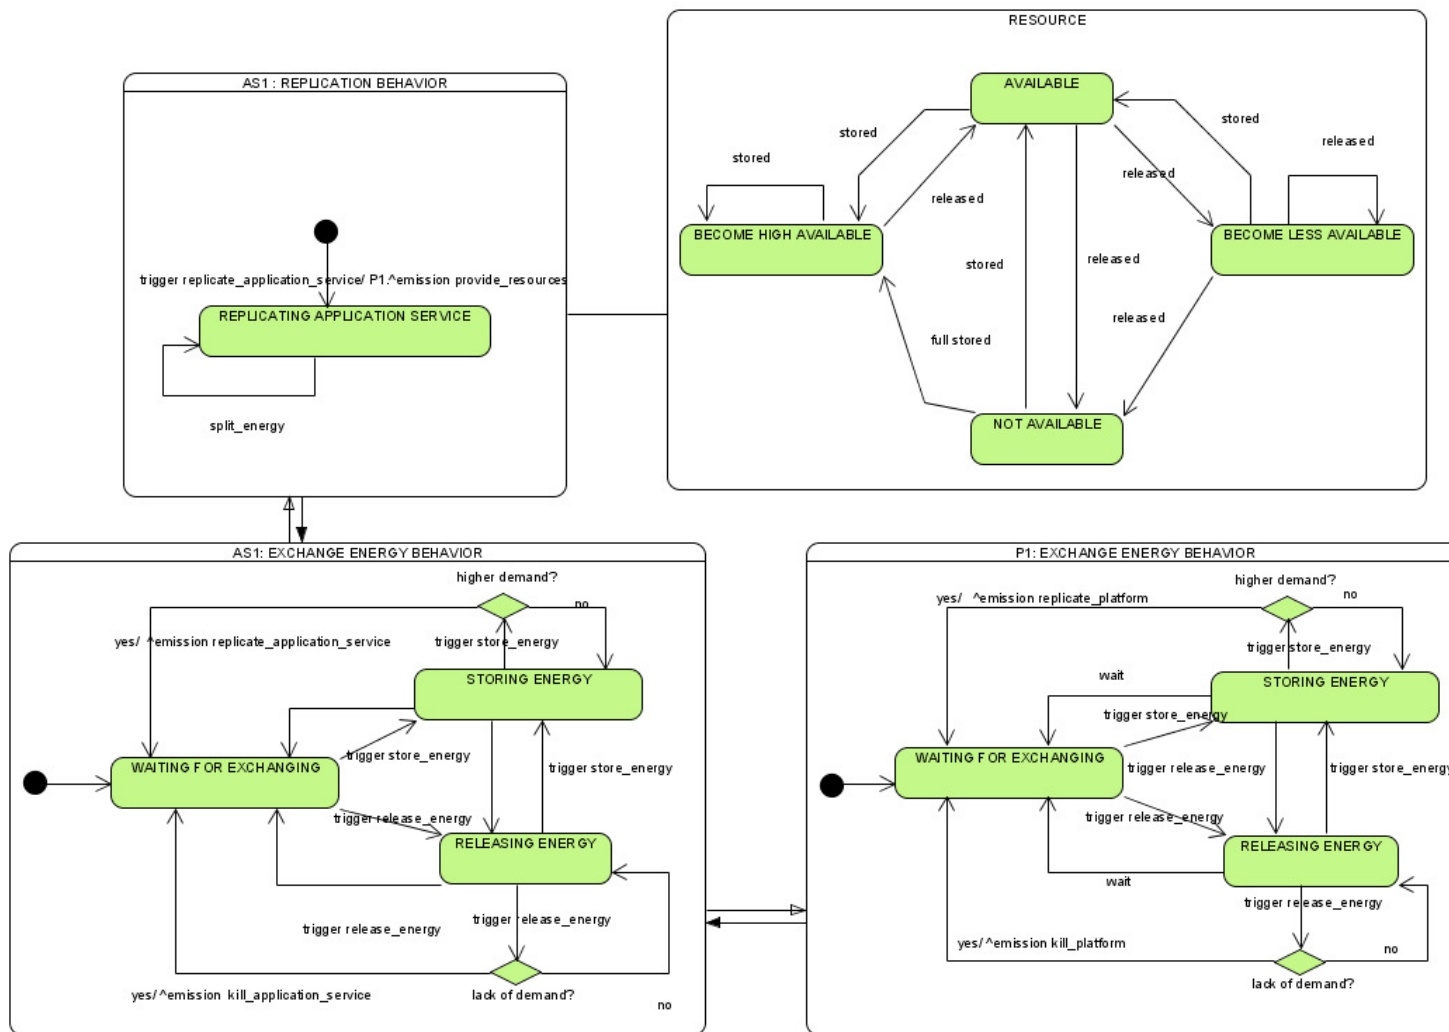 RESOURCE
AS1 : REPLICATION BEHAVIOR
AVAILABLE
stored
stored
stored
released
released
released
BECOME HIGH AVAILABLE
BECOME LESS AVAILABLE
stored
released
trigger replicate_application_service/ P1.^emission provide_resources
REPLICATING APPLICATION SERVICE
released
full stored
split_energy
NOT AVAILABLE
AS1: EXCHANGE ENERGY BEHAVIOR
higher demand?
no
yes/ ^emission replicate_application_service
trigger store_energy
STORING ENERGY
WAITING FOR EXCHANGING
trigger store_energy
trigger store_energy
trigger release_energy
RELEASING ENERGY
trigger release_energy
trigger release_energy
yes/ ^emission kill_application_service
lack of demand?
no
P1: EXCHANGE ENERGY BEHAVIOR
higher demand?
yes/ ^emission replicate_platform
no
trigger store_energy
wait
STORING ENERGY
trigger store_energy
WAITING FOR EXCHANGING
trigger release_energy
trigger store_energy
trigger release_energy
RELEASING ENERGY
wait
trigger release_energy
yes/ ^emission kill_platform
no
lack of demand?